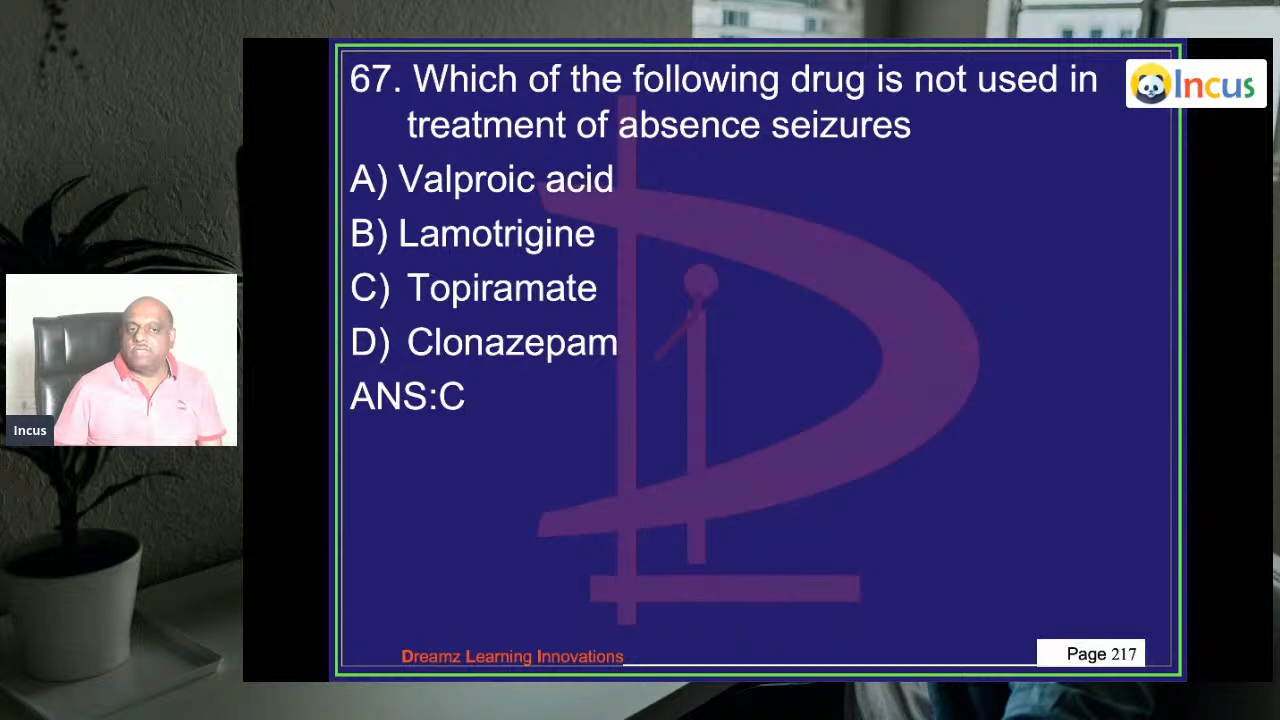 67. Which of the following drug is not used in
treatment of absence seizures
A) Valproic acid
B) Lamotrigine
C) Topiramate
D) Clonazepam
ANS:C
Incus
Incus
Dreamz Learning Innovations
Page 217